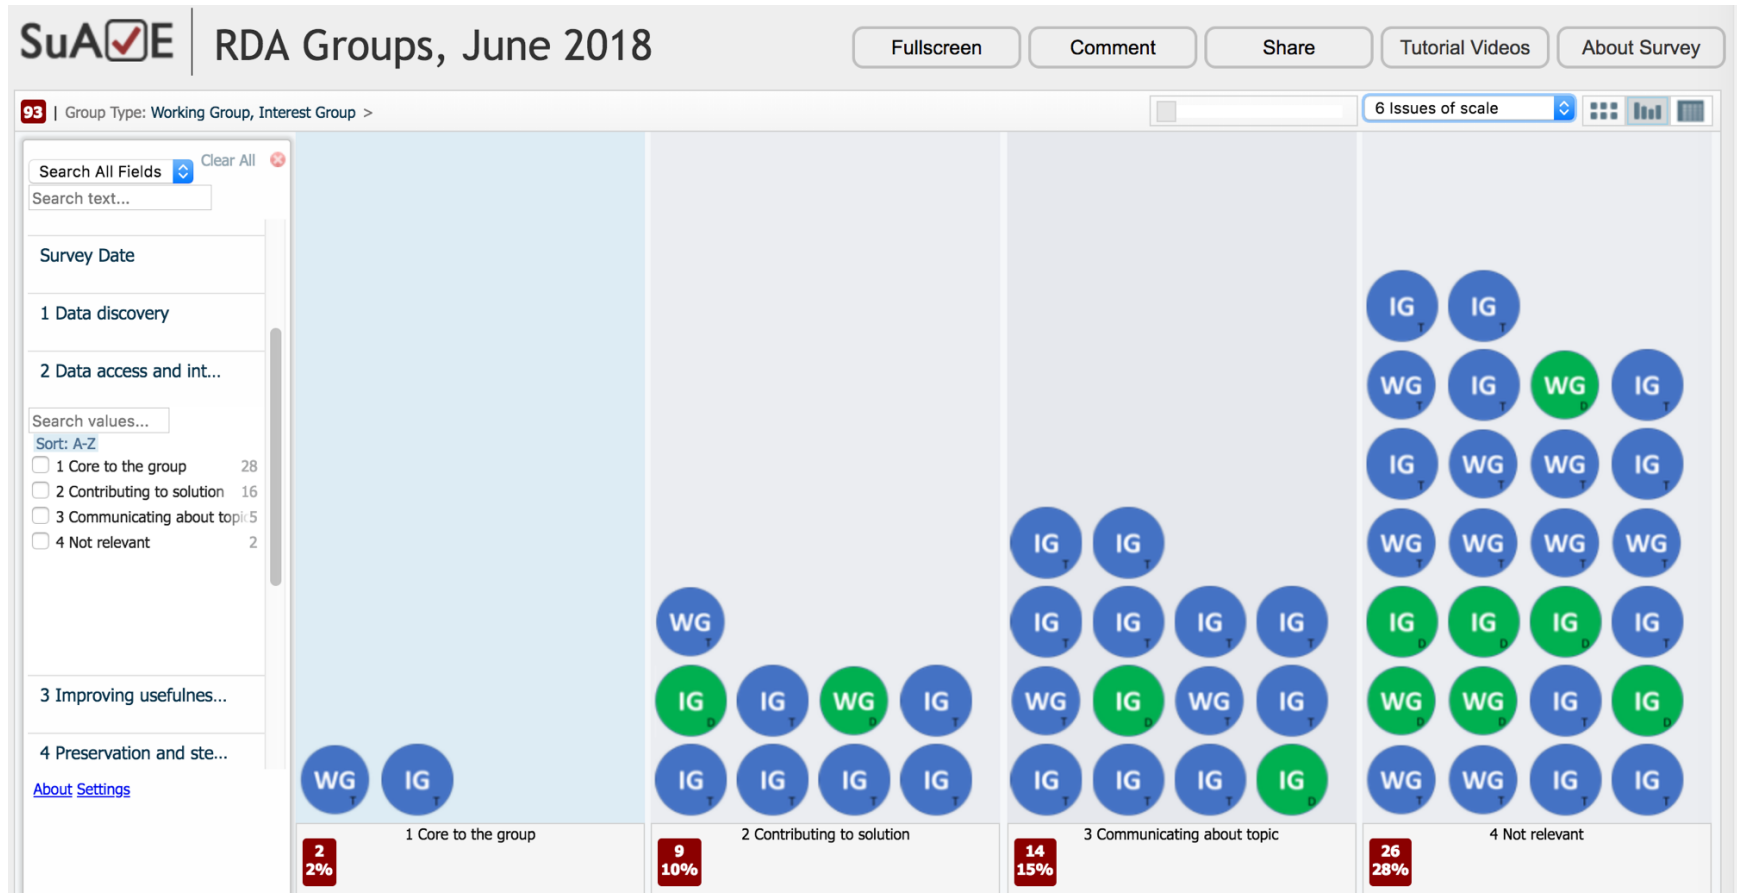 SuAVE RDA Groups, June 2018
Fullscreen Comment Share Tutorial Videos About Survey
93 | Group Type: Working Group, Interest Group >
6 Issues of scale
Search All Fields Clear All
Search text...
Survey Date
1 Data discovery
2 Data access and int...
Search values...
Sort: A-Z
1 Core to the group 28
2 Contributing to solution 16
3 Communicating about topic 5
4 Not relevant 2
3 Improving usefulnes...
4 Preservation and ste...
About Settings
WG T IG T
1 Core to the group
2
2%
WG T
IG D IG T WG D IG T
IG T IG T IG T IG T
2 Contributing to solution
9
10%
IG T IG T
IG T IG T IG T IG T
WG T IG D WG T IG T
IG T IG T IG T IG D
3 Communicating about topic
14
15%
IG T IG T
WG T IG T WG D IG T
IG T WG T WG T IG T
WG T WG T WG T WG T
IG D IG D IG D IG T
WG D WG D IG T IG D
WG T WG T IG T IG T
4 Not relevant
26
28%